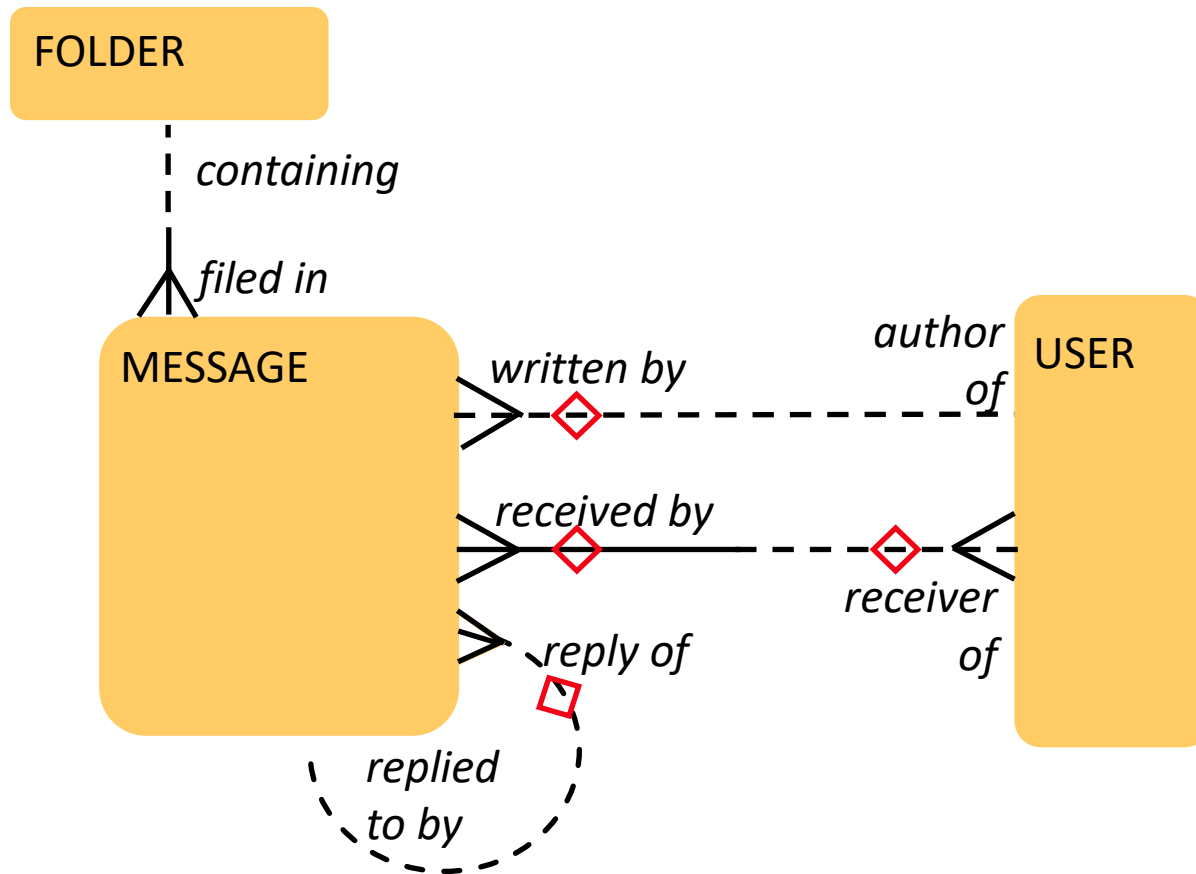 FOLDER
containing
filed in
MESSAGE
written by
author
of
USER
received by
receiver
of
reply of
replied
to by